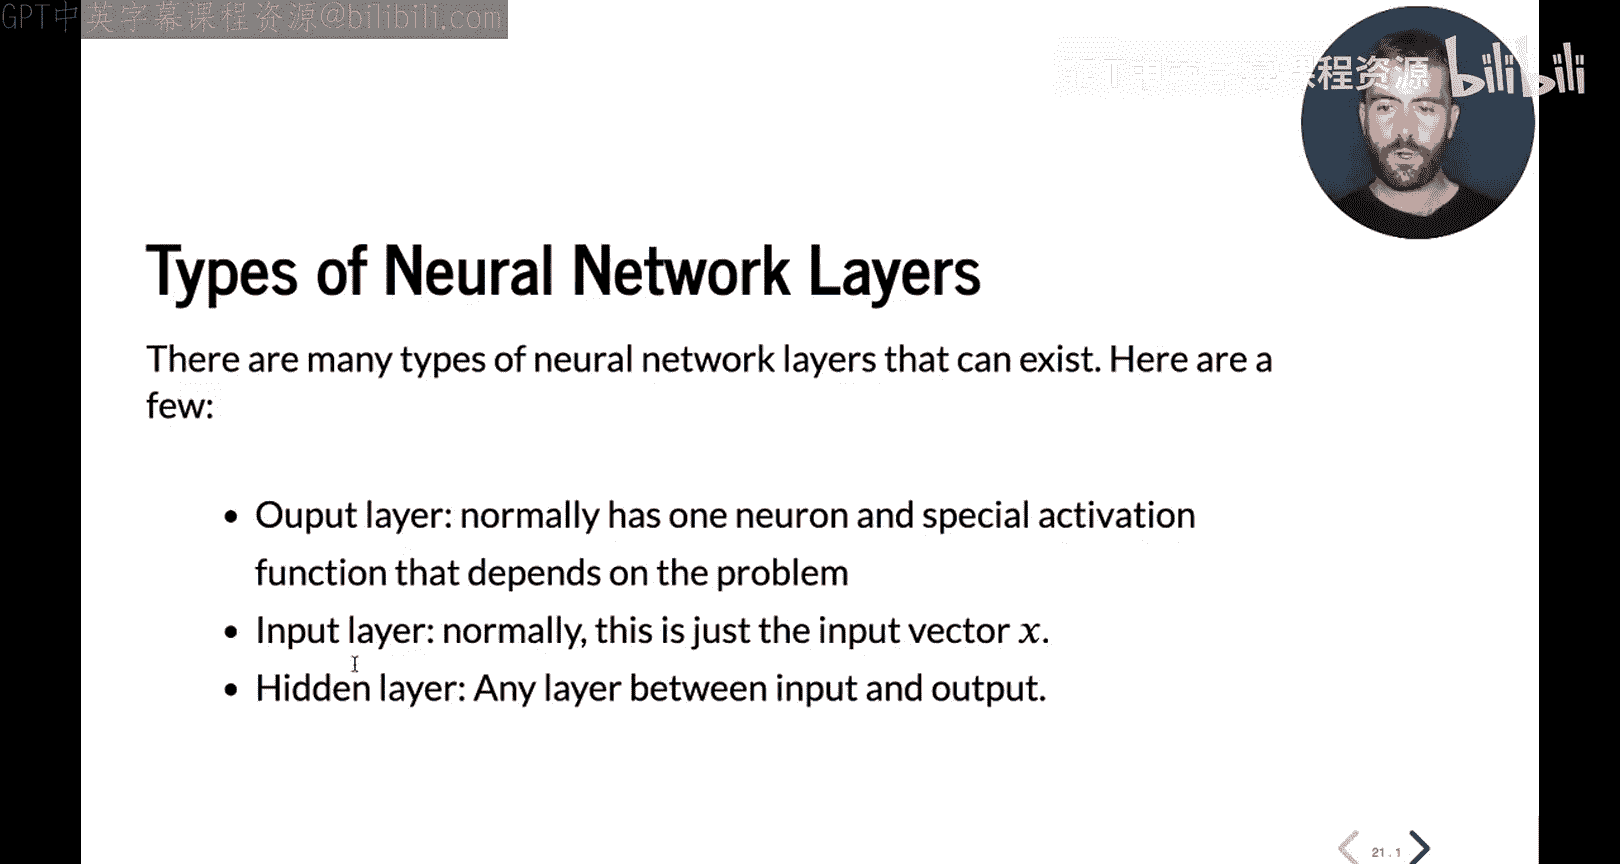 GPT中英字幕课程资源@bilibili.com
课程资源 bilibili
Types of Neural Network Layers
There are many types of neural network layers that can exist. Here are a
few:
• Ouput layer: normally has one neuron and special activation
function that depends on the problem
• Input layer: normally, this is just the input vector x.
• Hidden layer: Any layer between input and output.
21.1